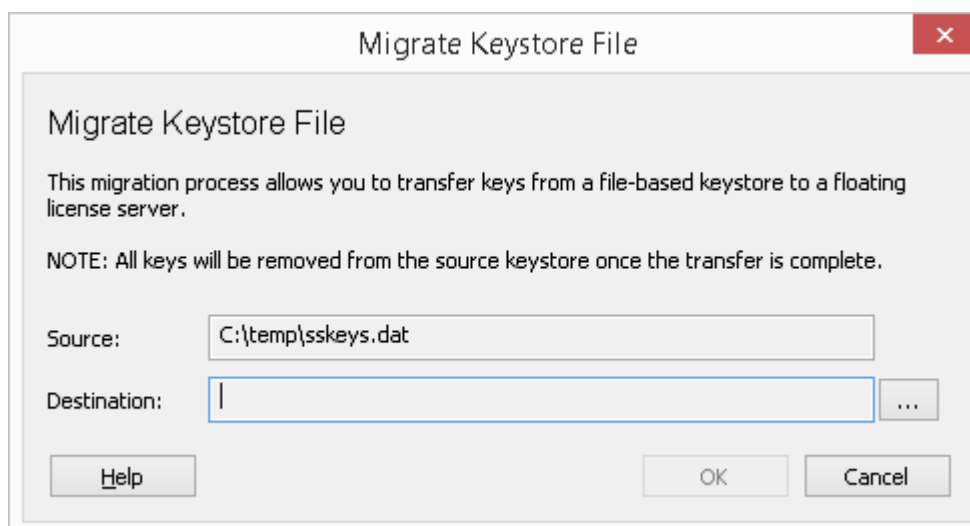 Migrate Keystore File
Migrate Keystore File
This migration process allows you to transfer keys from a file-based keystore to a floating
license server.
NOTE: All keys will be removed from the source keystore once the transfer is complete.
Source: C:\temp\sskeys.dat
Destination: ...
Help OK Cancel